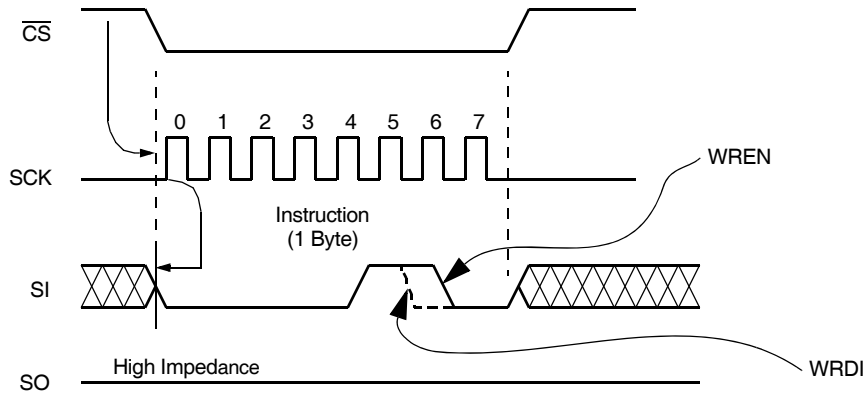 CS
0 1 2 3 4 5 6 7
WREN
SCK
Instruction
(1 Byte)
SI
WRDI
High Impedance
SO